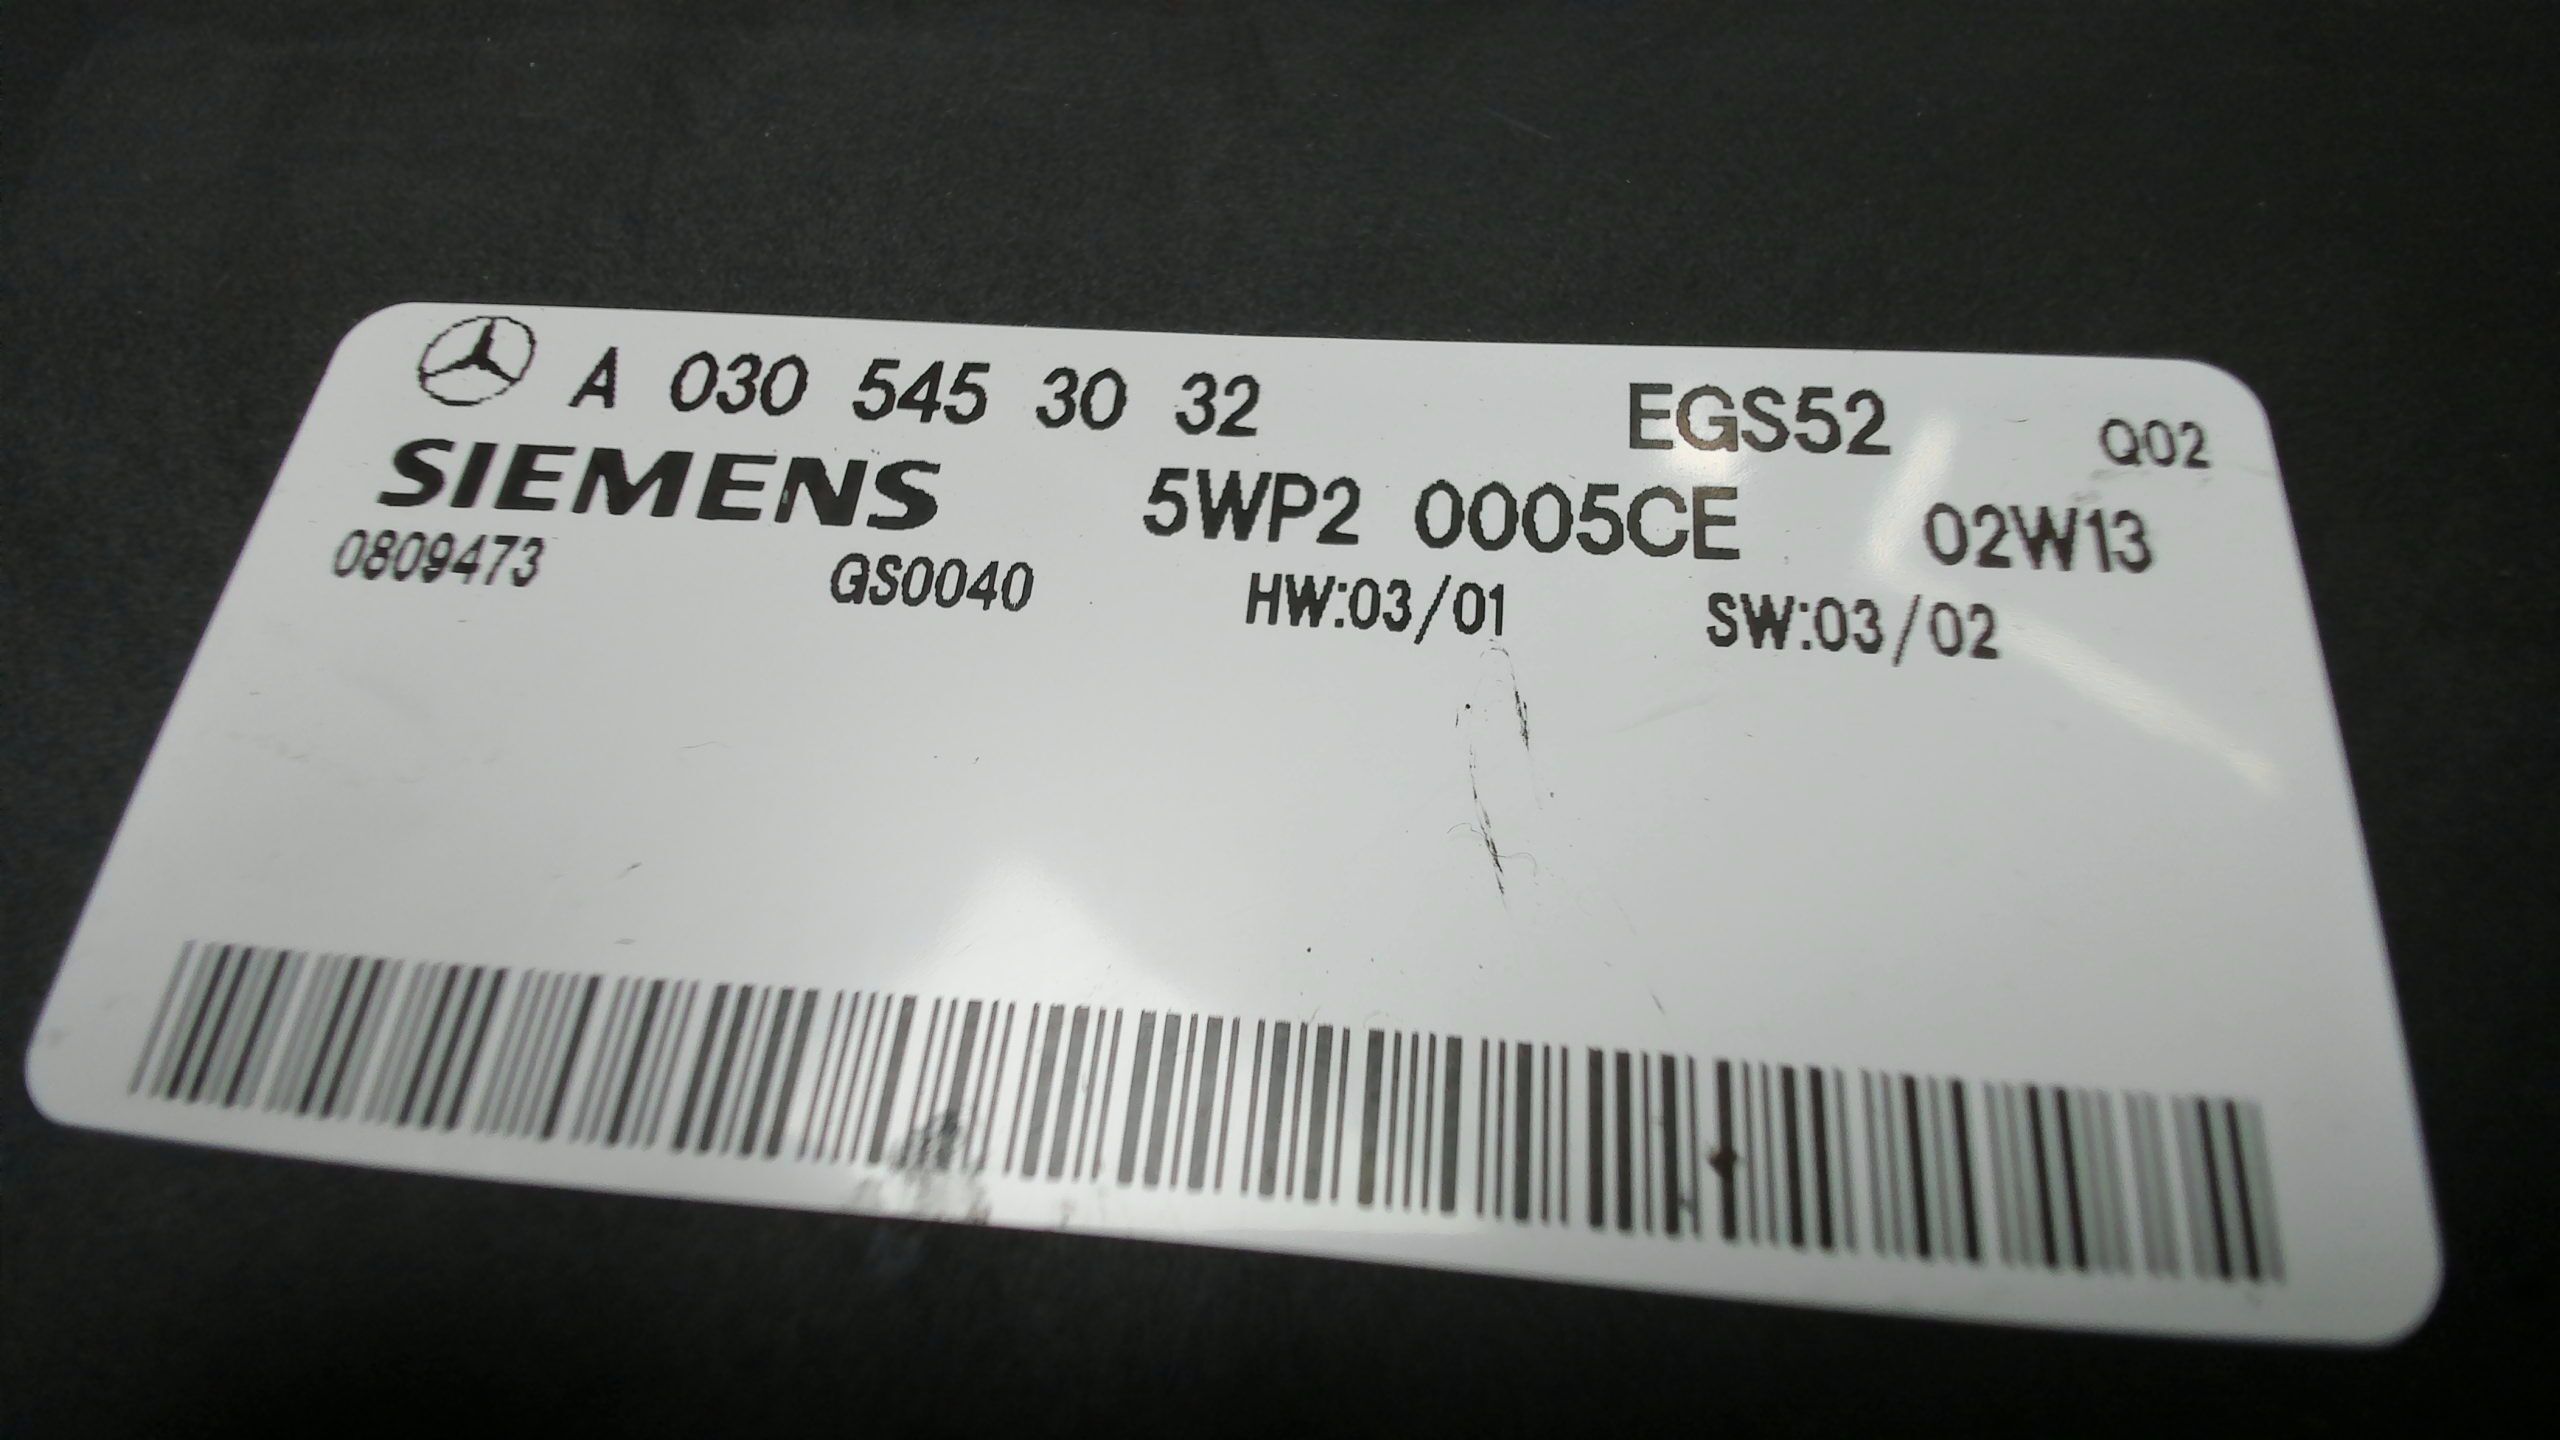 A 030 545 30 32 EGS52 Q02
SIEMENS 5WP2 0005CE 02W13
0809473 GS0040 HW:03/01 SW:03/02